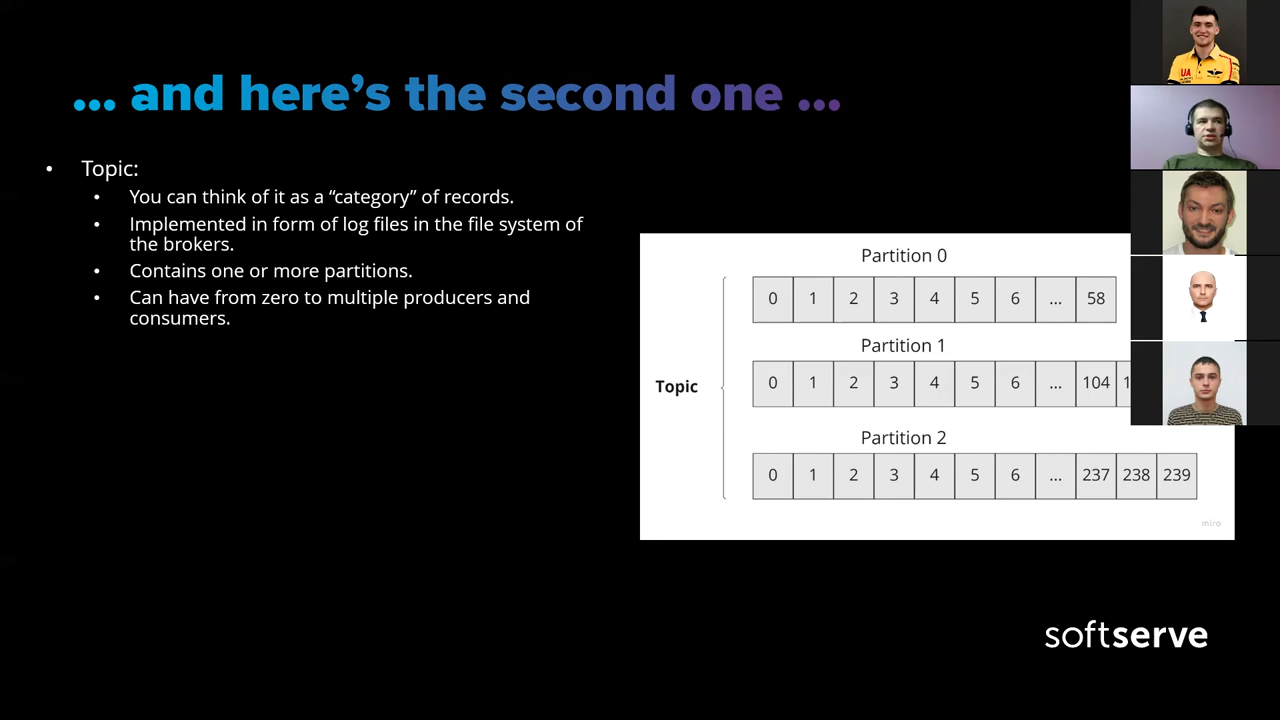 ... and here’s the second one ...
• Topic:
• You can think of it as a “category” of records.
• Implemented in form of log files in the file system of
the brokers.
• Contains one or more partitions.
• Can have from zero to multiple producers and
consumers.
Partition 0
0 1 2 3 4 5 6 ... 58
Partition 1
Topic
0 1 2 3 4 5 6 ... 104
Partition 2
0 1 2 3 4 5 6 ... 237 238 239
miro
softserve
UA